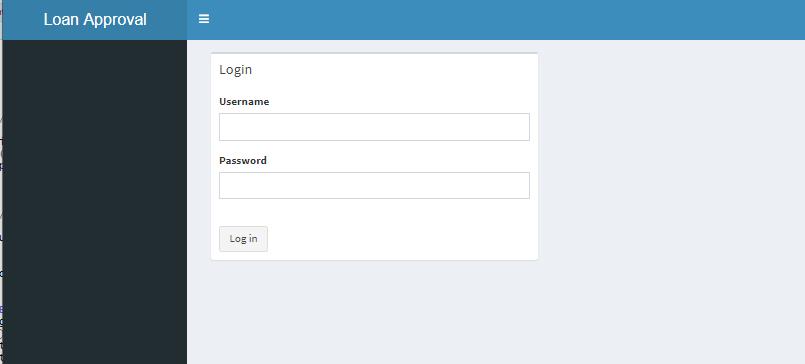 Loan Approval
Login
Username
Password
Log in